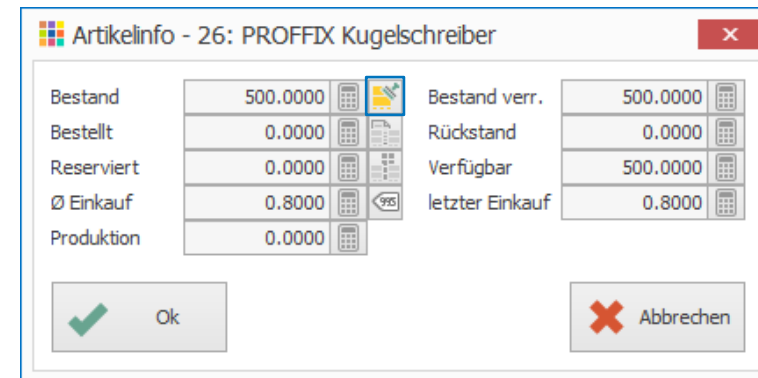 Artikelinfo - 26: PROFFIX Kugelschreiber
Bestand 500.0000 Bestand verr. 500.0000
Bestellt 0.0000 Rückstand 0.0000
Reserviert 0.0000 Verfügbar 500.0000
Ø Einkauf 0.8000 995 letzter Einkauf 0.8000
Produktion 0.0000
Ok Abbrechen